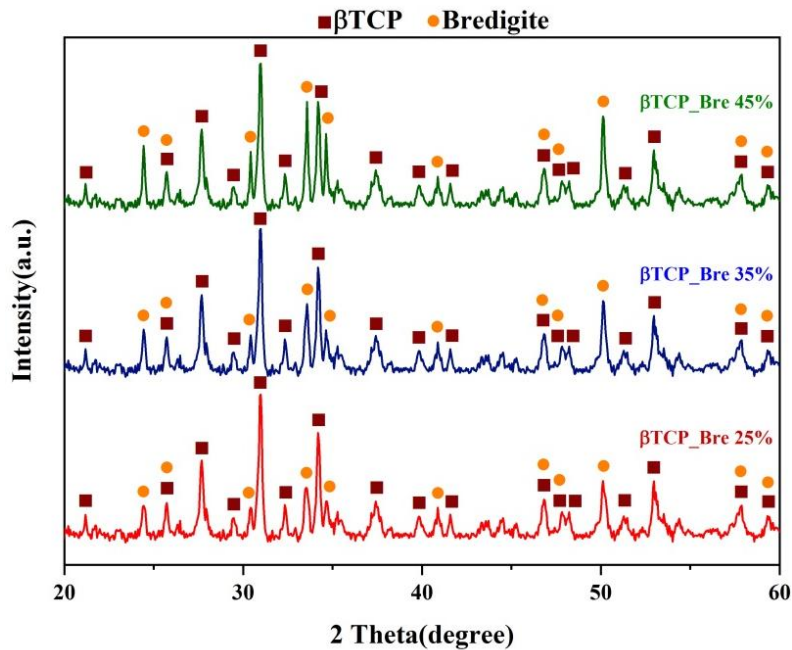 βTCP Bredigite
βTCP_Bre 45%
βTCP_Bre 35%
βTCP_Bre 25%
Intensity(a.u.)
20 30 40 50 60
2 Theta(degree)